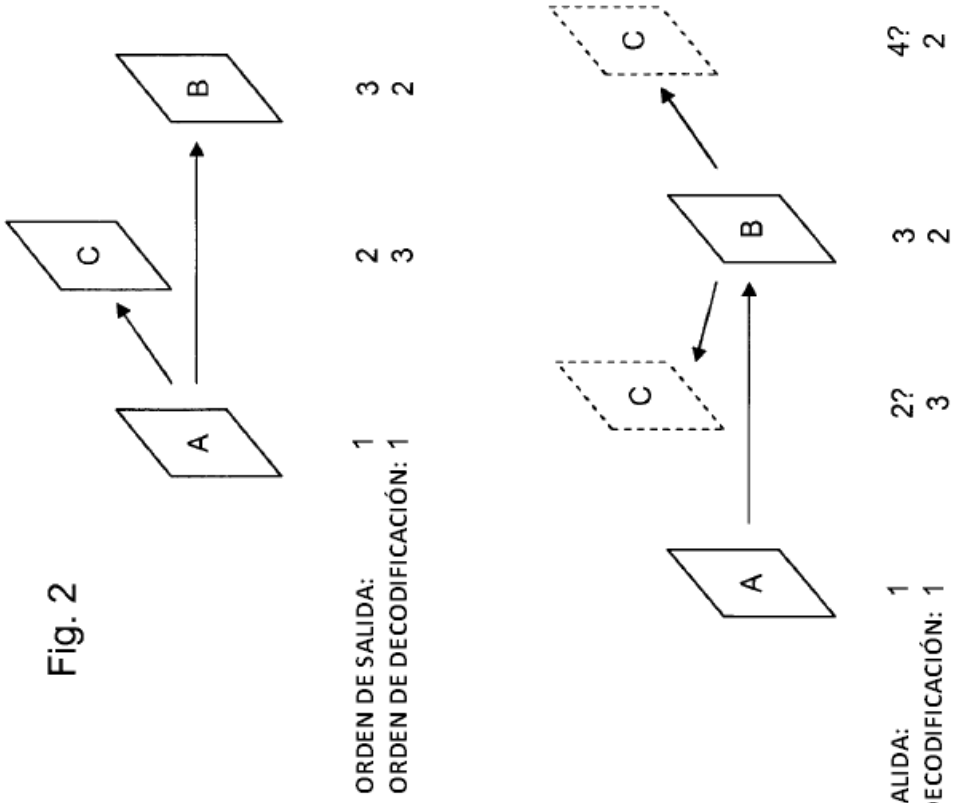 Fig. 2
C
A B
ORDEN DE SALIDA: 1 2 3
ORDEN DE DECODIFICACIÓN: 1 3 2
C C
A B
ALIDA: 1 2? 3 4?
DECODIFICACIÓN: 1 3 2 2